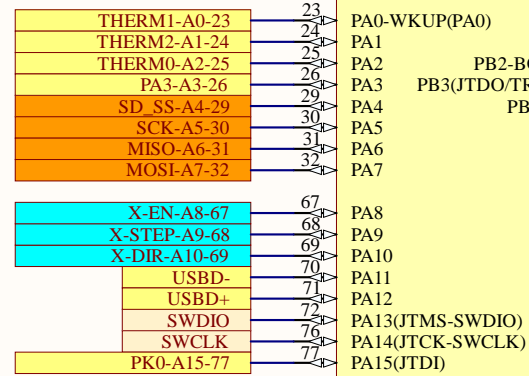 THERM1-A0-23 23 PA0-WKUP(PA0)
THERM2-A1-24 24 PA1
THERM0-A2-25 25 PA2 PB2-BO
PA3-A3-26 26 PA3 PB3(JTDO/TR
SD_SS-A4-29 29 PA4 PB
SCK-A5-30 30 PA5
MISO-A6-31 31 PA6
MOSI-A7-32 32 PA7
X-EN-A8-67 67 PA8
X-STEP-A9-68 68 PA9
X-DIR-A10-69 69 PA10
USBD- 70 PA11
USBD+ 71 PA12
SWDIO 72 PA13(JTMS-SWDIO)
SWCLK 76 PA14(JTCK-SWCLK)
PK0-A15-77 77 PA15(JTDI)